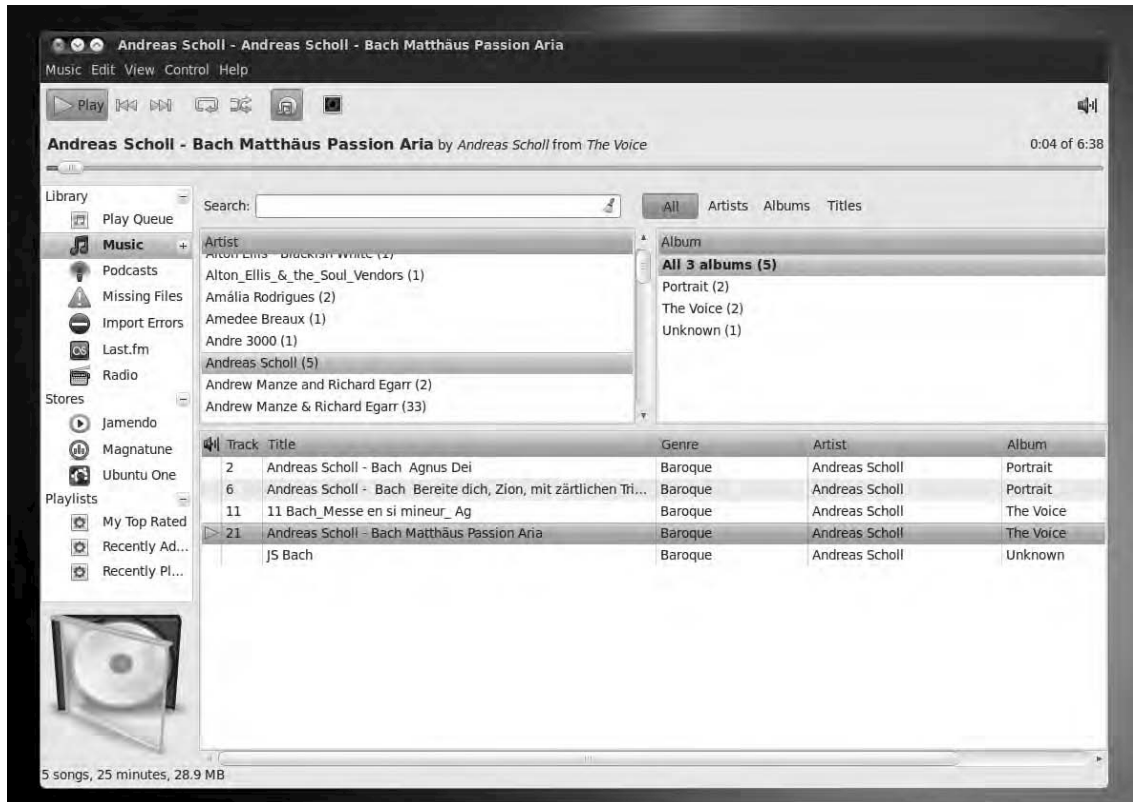 Andreas Scholl - Andreas Scholl - Bach Matthäus Passion Aria
Music Edit View Control Help
Play
Andreas Scholl - Bach Matthäus Passion Aria by Andreas Scholl from The Voice 0:04 of 6:38
Library
Play Queue
Music
Podcasts
Missing Files
Import Errors
Last.fm
Radio
Stores
Jamendo
Magnatune
Ubuntu One
Playlists
My Top Rated
Recently Ad...
Recently Pl...
Search: All Artists Albums Titles
Artist
Alton Ellis - Blackish White (1)
Alton_Ellis_&_the_Soul_Vendors (1)
Amália Rodrigues (2)
Amedee Breaux (1)
Andre 3000 (1)
Andreas Scholl (5)
Andrew Manze and Richard Egarr (2)
Andrew Manze & Richard Egarr (33)
Album
All 3 albums (5)
Portrait (2)
The Voice (2)
Unknown (1)
Track Title Genre Artist Album
2 Andreas Scholl - Bach Agnus Dei Baroque Andreas Scholl Portrait
6 Andreas Scholl - Bach Bereite dich, Zion, mit zärtlichen Tri... Baroque Andreas Scholl Portrait
11 11 Bach_Messe en si mineur_ Ag Baroque Andreas Scholl The Voice
21 Andreas Scholl - Bach Matthäus Passion Aria Baroque Andreas Scholl The Voice
JS Bach Baroque Andreas Scholl Unknown
5 songs, 25 minutes, 28.9 MB